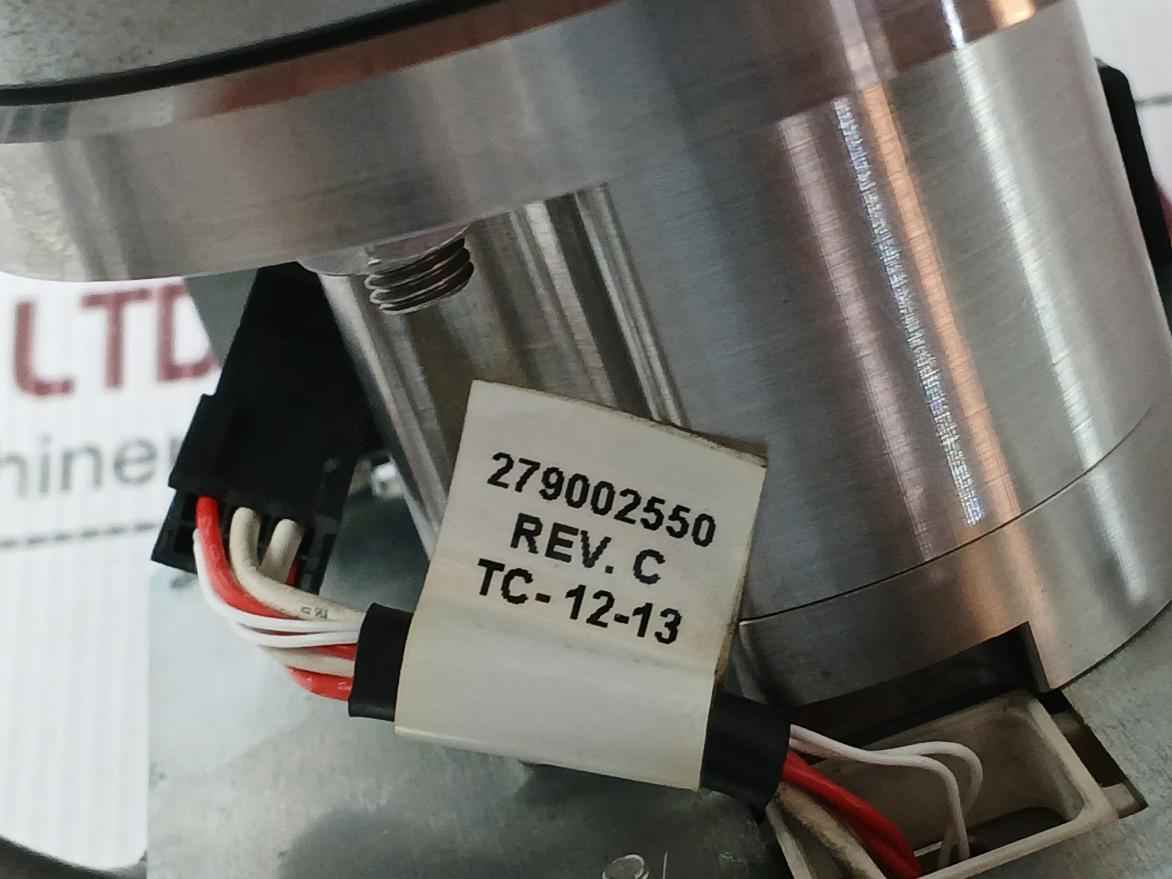 LTD
hiner
279002550
REV. C
TC- 12-13